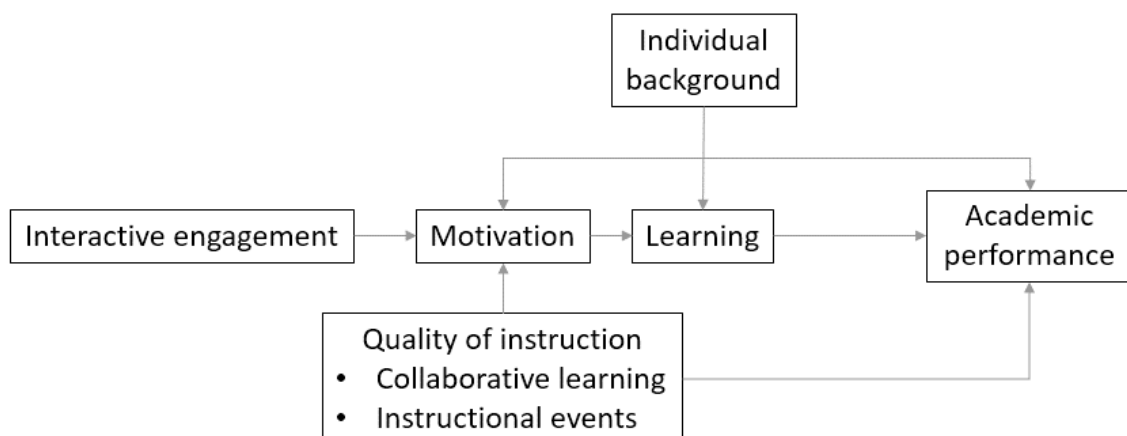 Individual
background
Interactive engagement
Motivation
Learning
Academic
performance
Quality of instruction
• Collaborative learning
• Instructional events